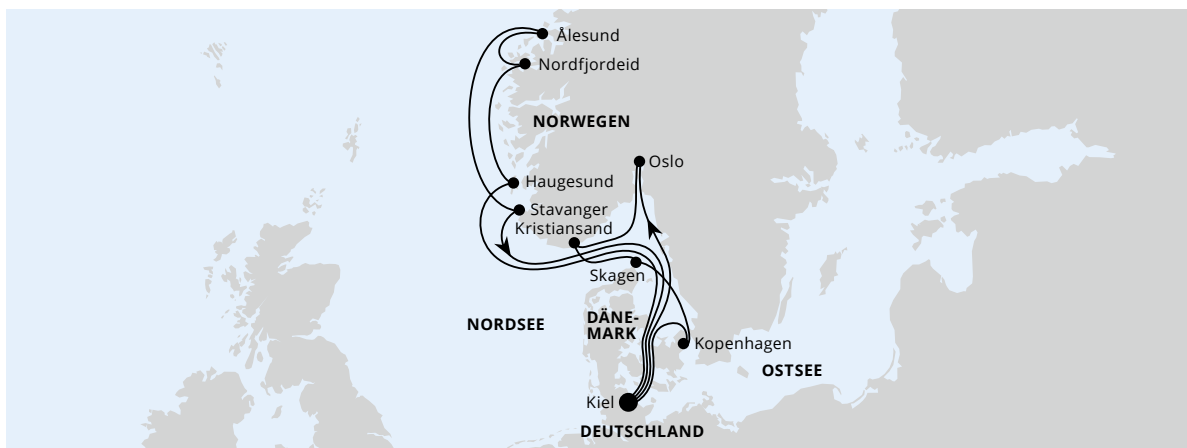 Ålesund
Nordfjordeid
NORWEGEN
Oslo
Haugesund
Stavanger
Kristiansand
Skagen
NORDSEE
DÄNE-
MARK
Kopenhagen
OSTSEE
Kiel
DEUTSCHLAND